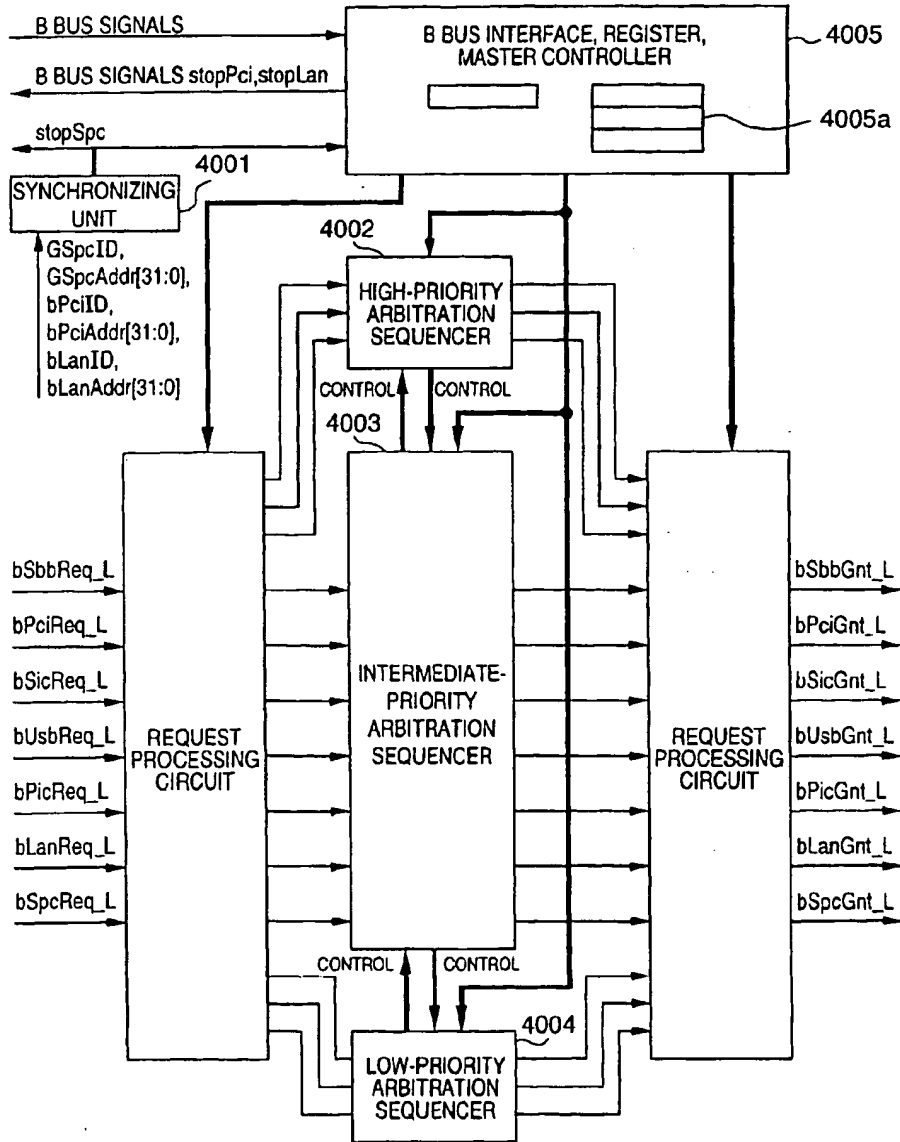 B BUS SIGNALS
B BUS INTERFACE, REGISTER,
MASTER CONTROLLER
4005
B BUS SIGNALS stopPci,stopLan
4005a
stopSpc
SYNCHRONIZING
UNIT
4001
GSpcID,
GSpcAddr[31:0],
bPciID,
bPciAddr[31:0],
bLanID,
bLanAddr[31:0]
4002
HIGH-PRIORITY
ARBITRATION
SEQUENCER
CONTROL
CONTROL
4003
bSbbReq_L
bPciReq_L
bSicReq_L
bUsbReq_L
bPicReq_L
bLanReq_L
bSpcReq_L
REQUEST
PROCESSING
CIRCUIT
INTERMEDIATE-
PRIORITY
ARBITRATION
SEQUENCER
REQUEST
PROCESSING
CIRCUIT
bSbbGnt_L
bPciGnt_L
bSicGnt_L
bUsbGnt_L
bPicGnt_L
bLanGnt_L
bSpcGnt_L
CONTROL
CONTROL
4004
LOW-PRIORITY
ARBITRATION
SEQUENCER